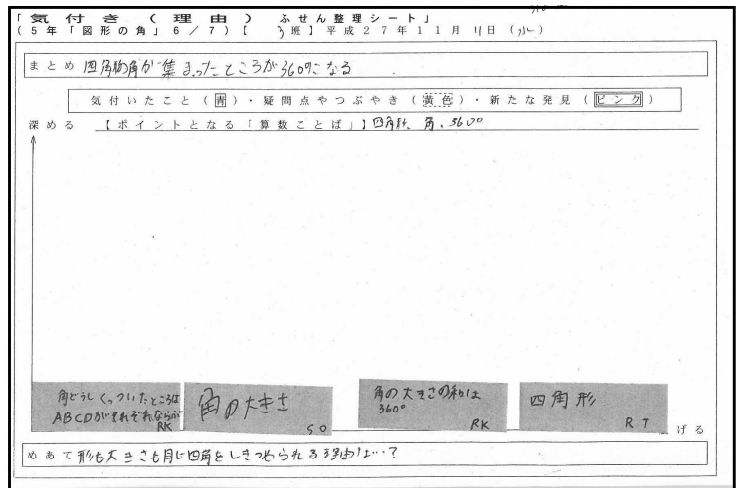 「気付き(理由) ふせん整理シート」
(5年「図形の角」6/7)【 3班】平成27年11月11日(水)
まとめ 四角形の角が集まったところが360°になる
気付いたこと(青)・疑問点やつぶやき(黄色)・新たな発見(ピンク)
深める 【ポイントとなる「算数ことば」】四角形、角、360°
角どうしくっついたところは
ABCDがそれぞれならぶ
RK
角の大きさ
SO
角の大きさの和は
360°
RK
四角形
RT
げる
めあて 形も大きさも同じ四角をしきつめられる理由は…?